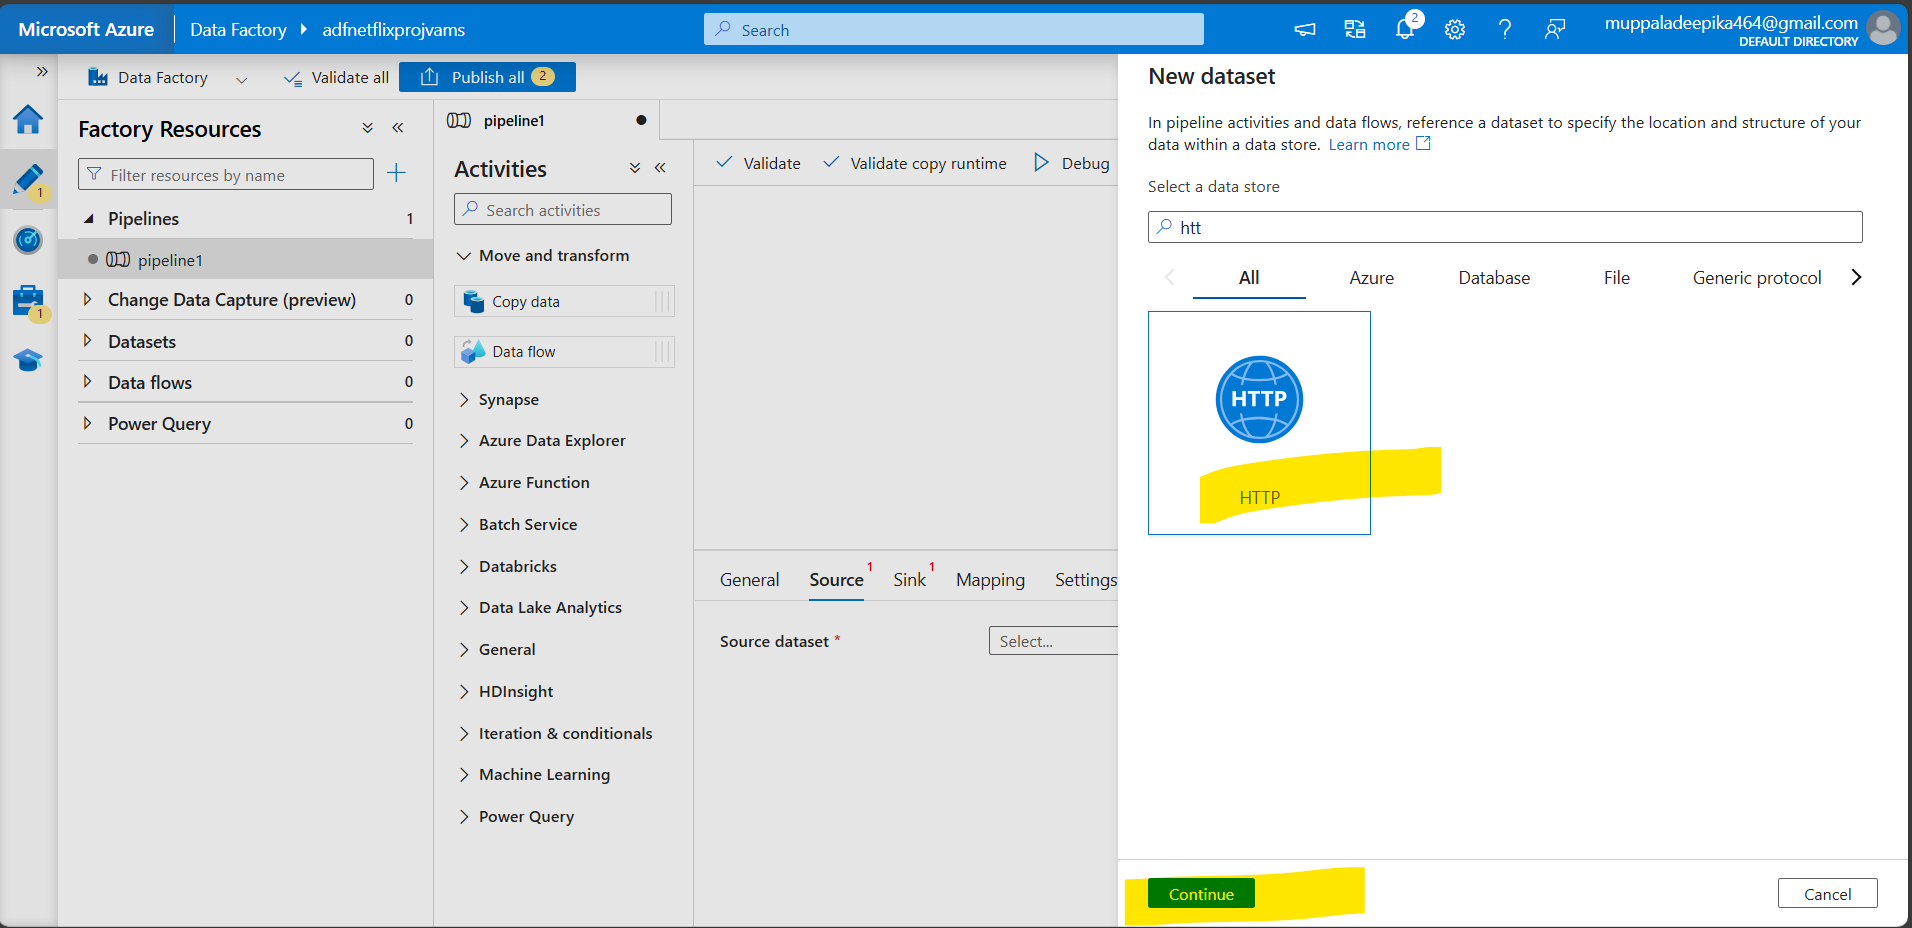 Microsoft Azure
Data Factory
adfnetflixprojvams
Search
2
muppaladeepika464@gmail.com
DEFAULT DIRECTORY
Data Factory
Validate all
Publish all 2
1
1
Factory Resources
Filter resources by name
Pipelines 1
pipeline1
Change Data Capture (preview) 0
Datasets 0
Data flows 0
Power Query 0
pipeline1
Activities
Search activities
Move and transform
Copy data
Data flow
Synapse
Azure Data Explorer
Azure Function
Batch Service
Databricks
Data Lake Analytics
General
HDInsight
Iteration & conditionals
Machine Learning
Power Query
Validate Validate copy runtime Debug
General Source 1 Sink 1 Mapping Settings
Source dataset *
Select...
New dataset
In pipeline activities and data flows, reference a dataset to specify the location and structure of your
data within a data store. Learn more
Select a data store
htt
All Azure Database File Generic protocol
HTTP
HTTP
Continue
Cancel